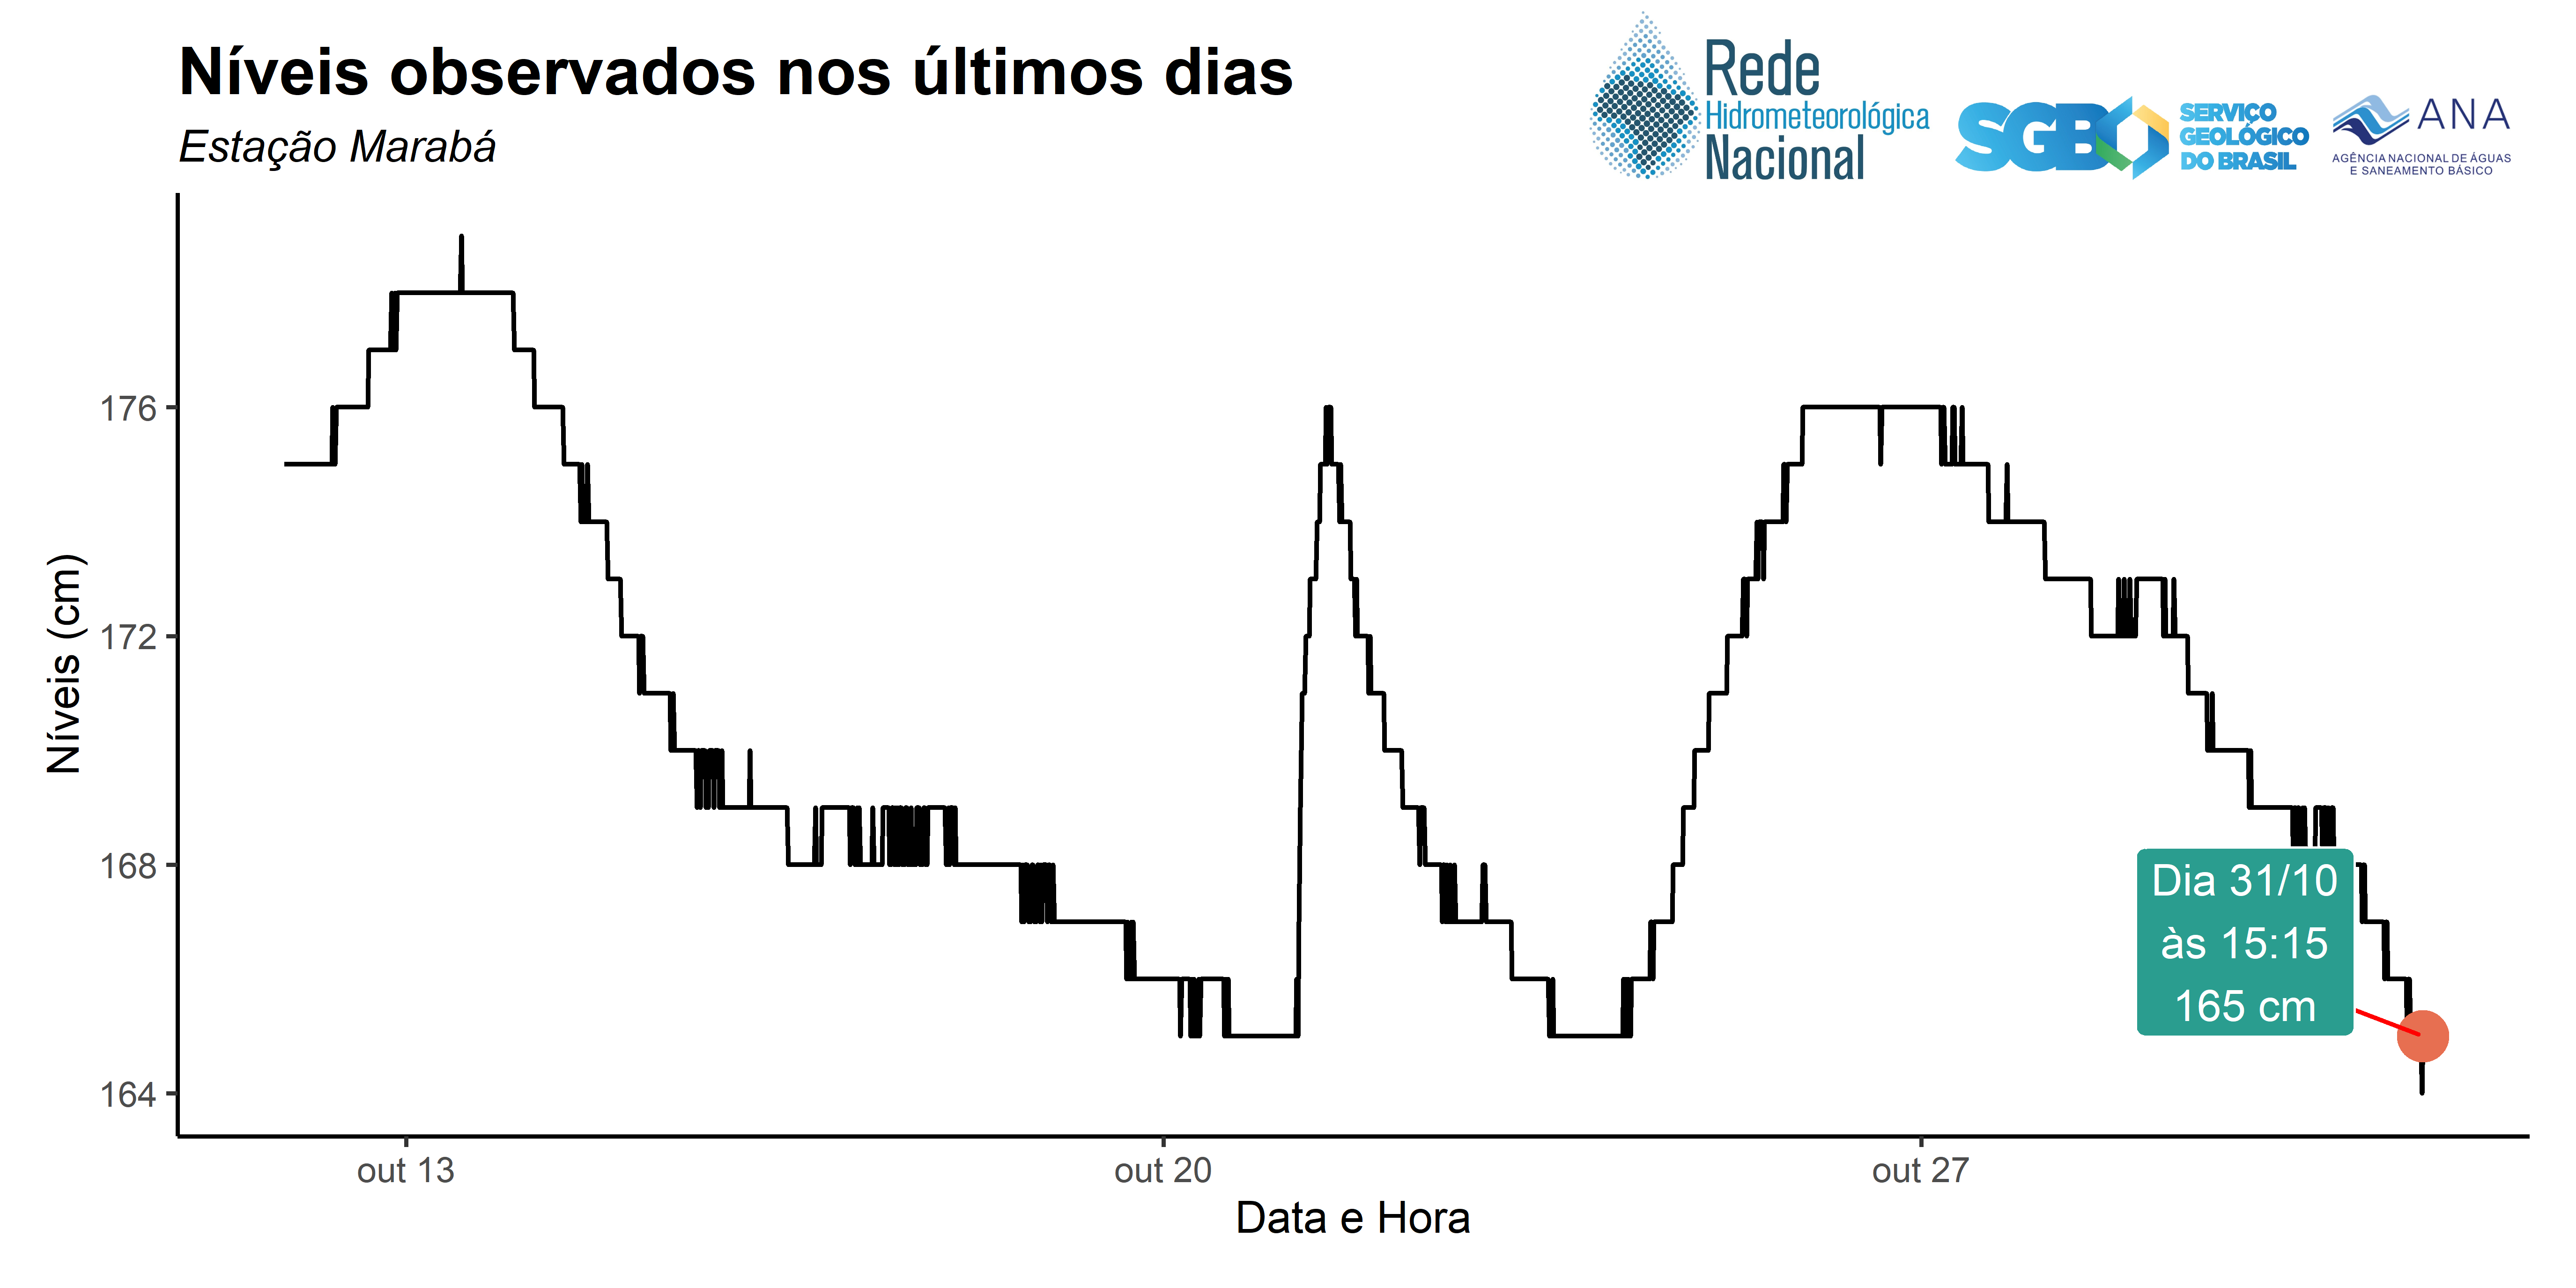 Níveis observados nos últimos dias
Estação Marabá
Rede
Hidrometeorológica
Nacional
SGB
SERVIÇO
GEOLÓGICO
DO BRASIL
ANA
AGÊNCIA NACIONAL DE ÁGUAS
E SANEAMENTO BÁSICO
Níveis (cm)
176
172
168
164
Dia 31/10
às 15:15
165 cm
out 13
out 20
out 27
Data e Hora